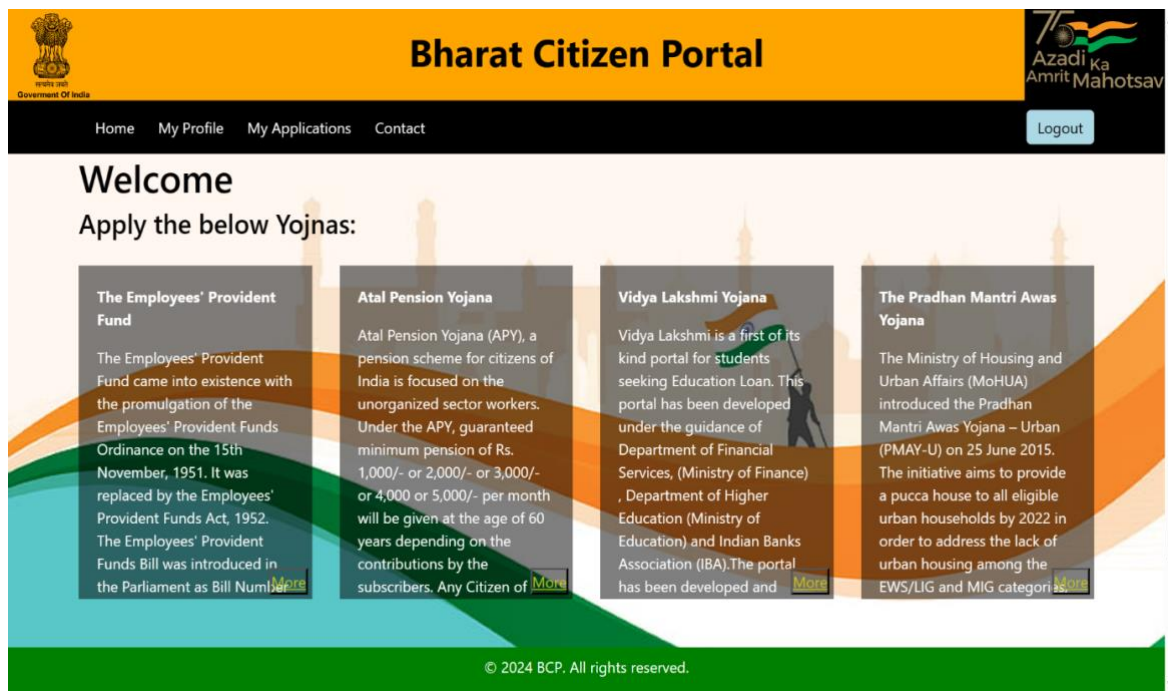 सत्यमेव जयते
Goverment Of India
Bharat Citizen Portal
75
Azadi Ka
Amrit Mahotsav
Home My Profile My Applications Contact Logout
Welcome
Apply the below Yojnas:
The Employees' Provident
Fund
The Employees' Provident
Fund came into existence with
the promulgation of the
Employees' Provident Funds
Ordinance on the 15th
November, 1951. It was
replaced by the Employees'
Provident Funds Act, 1952.
The Employees' Provident
Funds Bill was introduced in
the Parliament as Bill Number
More
Atal Pension Yojana
Atal Pension Yojana (APY), a
pension scheme for citizens of
India is focused on the
unorganized sector workers.
Under the APY, guaranteed
minimum pension of Rs.
1,000/- or 2,000/- or 3,000/-
or 4,000 or 5,000/- per month
will be given at the age of 60
years depending on the
contributions by the
subscribers. Any Citizen of
More
Vidya Lakshmi Yojana
Vidya Lakshmi is a first of its
kind portal for students
seeking Education Loan. This
portal has been developed
under the guidance of
Department of Financial
Services, (Ministry of Finance)
, Department of Higher
Education (Ministry of
Education) and Indian Banks
Association (IBA).The portal
has been developed and
More
The Pradhan Mantri Awas
Yojana
The Ministry of Housing and
Urban Affairs (MoHUA)
introduced the Pradhan
Mantri Awas Yojana – Urban
(PMAY-U) on 25 June 2015.
The initiative aims to provide
a pucca house to all eligible
urban households by 2022 in
order to address the lack of
urban housing among the
EWS/LIG and MIG categories.
More
© 2024 BCP. All rights reserved.